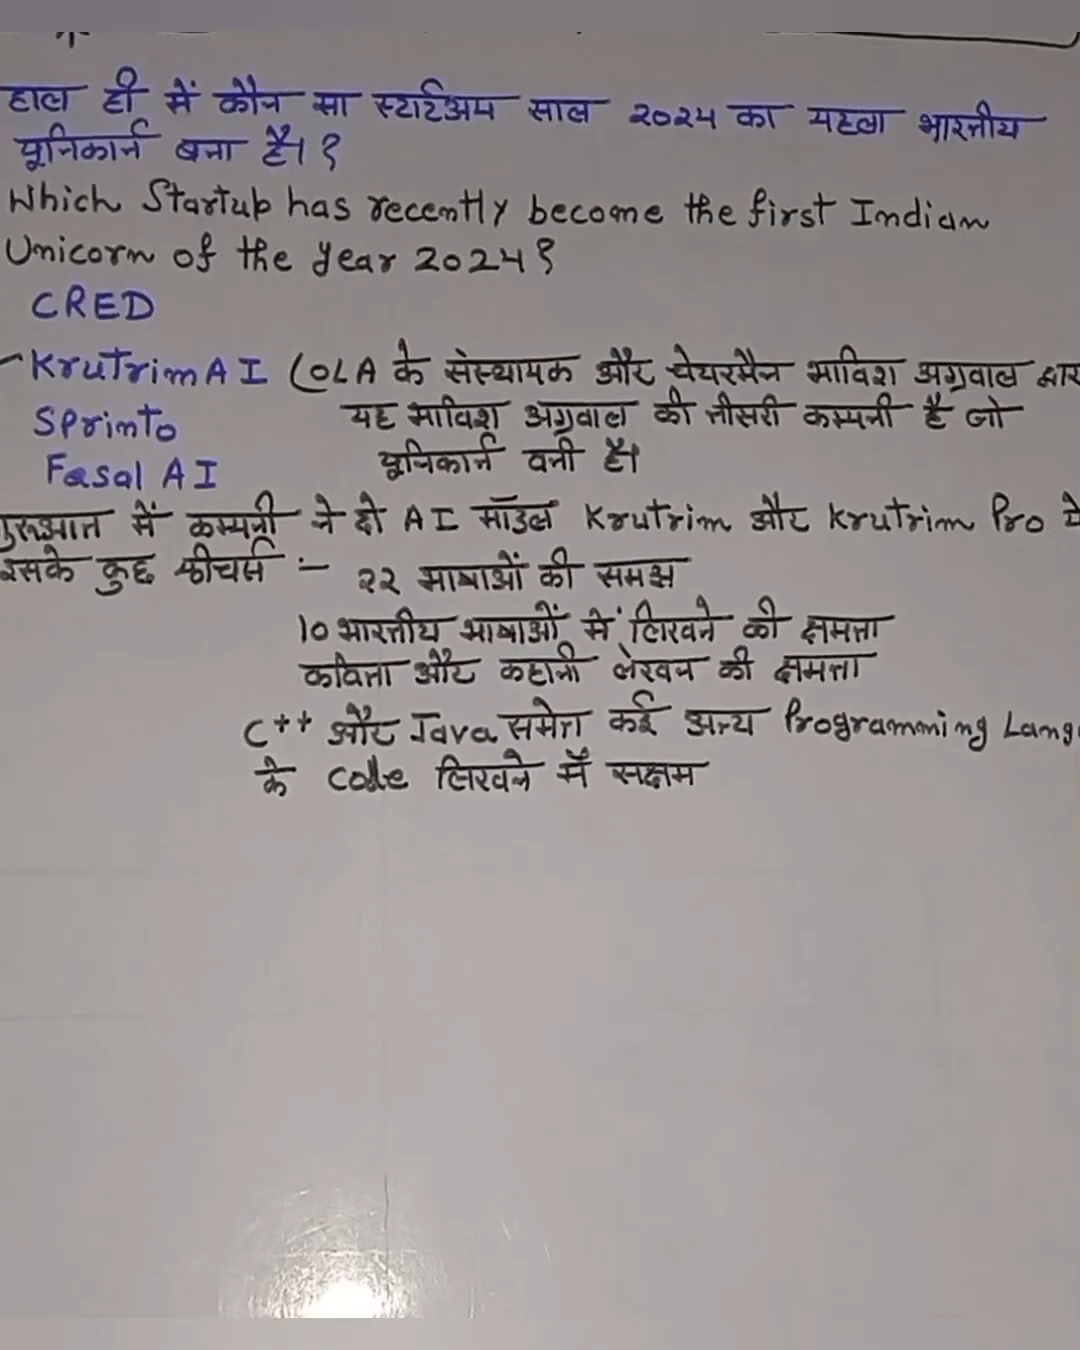 हाल ही में कौन सा स्टार्टअप साल 2024 का पहला भारतीय
यूनिकार्न बना है। ?
Which Startup has recently become the first Indian
Unicorn of the year 2024?
CRED
Krutrim AI (OLA के संस्थापक और चेयरमैन भाविश अग्रवाल द्वार
Sprinto यह भाविश अग्रवाल की तीसरी कम्पनी है जो
यूनिकार्न बनी है।
Fasal AI
शुरूआत में कम्पनी ने दो AI मॉडल Krutrim और Krutrim Pro पे
इसके कुछ फीचर्स :- 22 भाषाओं की समझ
10 भारतीय भाषाओं में लिखने की क्षमता
कविता और कहानी लेखन की क्षमता
C++ और Java समेत कई अन्य Programming Lang
के code लिखने में सक्षम